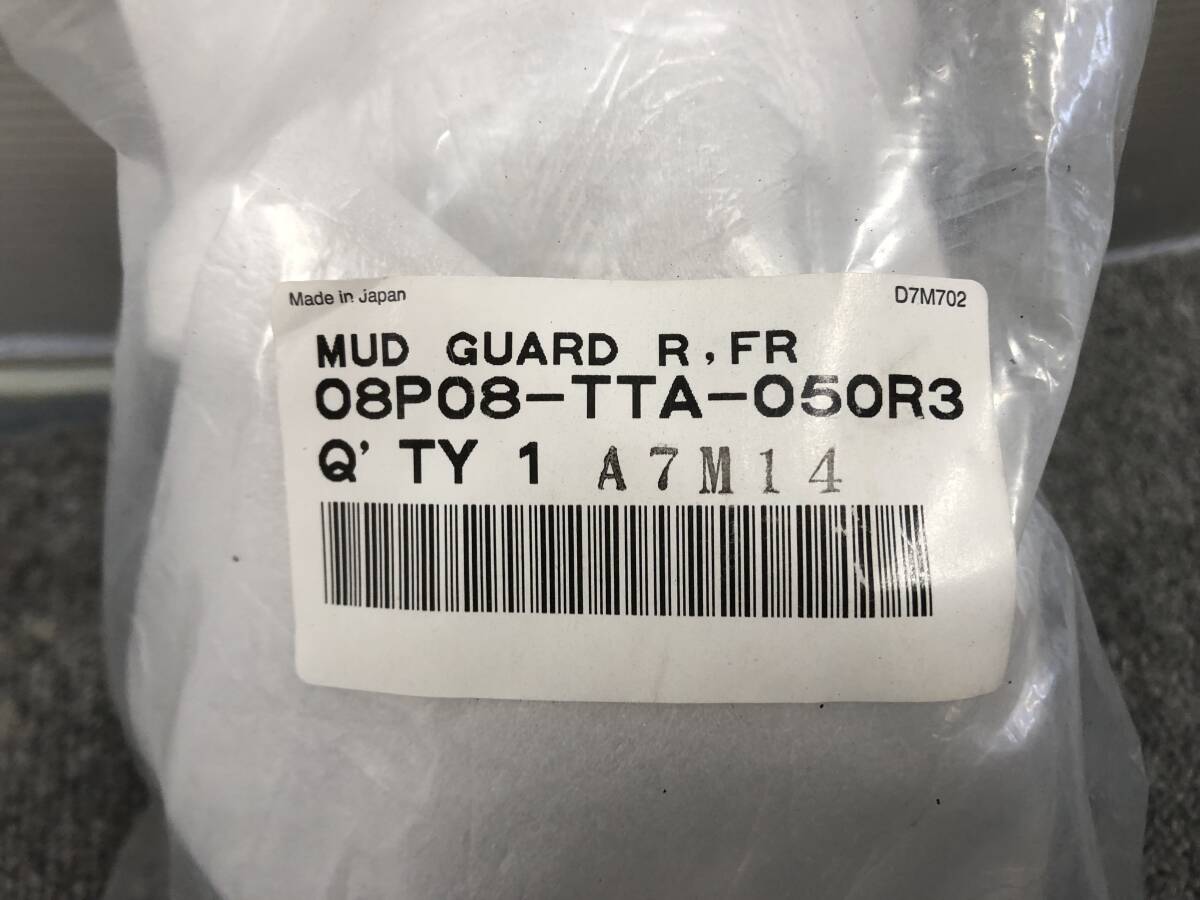 Made in Japan D7M702
MUD GUARD R,FR
08P08-TTA-050R3
Q'TY 1 A7M14